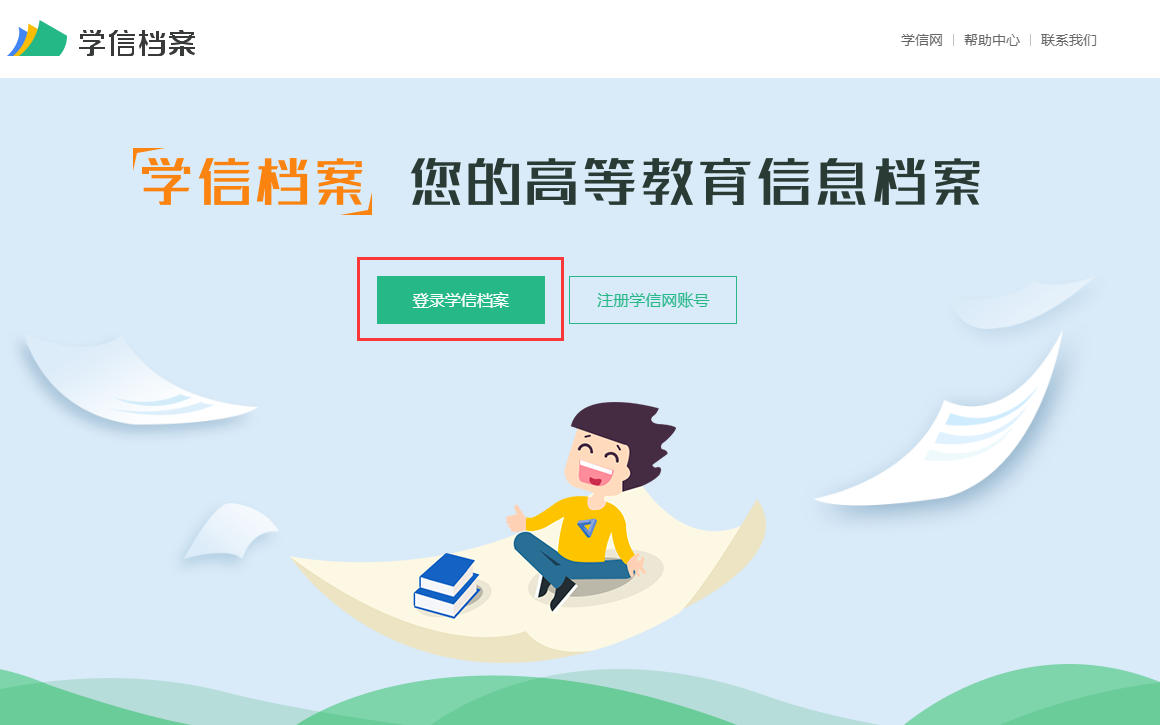 学信档案
学信网 | 帮助中心 | 联系我们
学信档案 您的高等教育信息档案
登录学信档案 注册学信网账号